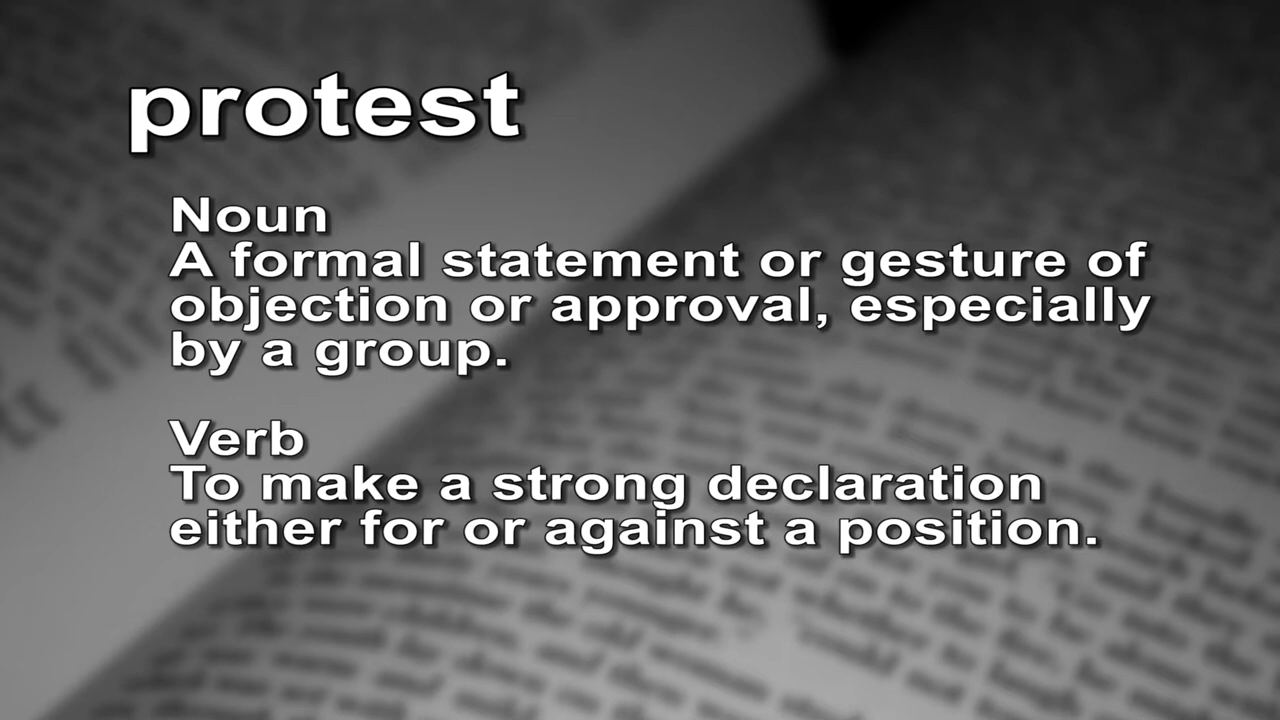 protest
Noun
A formal statement or gesture of
objection or approval, especially
by a group.
Verb
To make a strong declaration
either for or against a position.